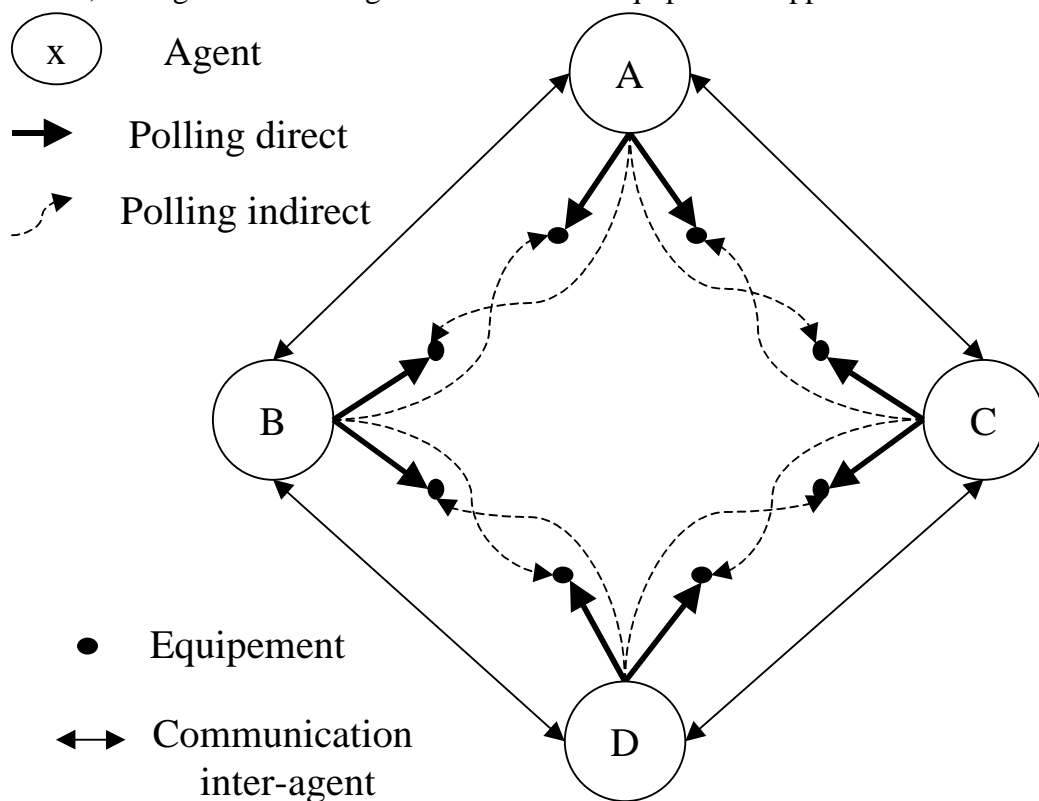 x
Agent
A
Polling direct
Polling indirect
B
C
Equipement
D
Communication
inter-agent